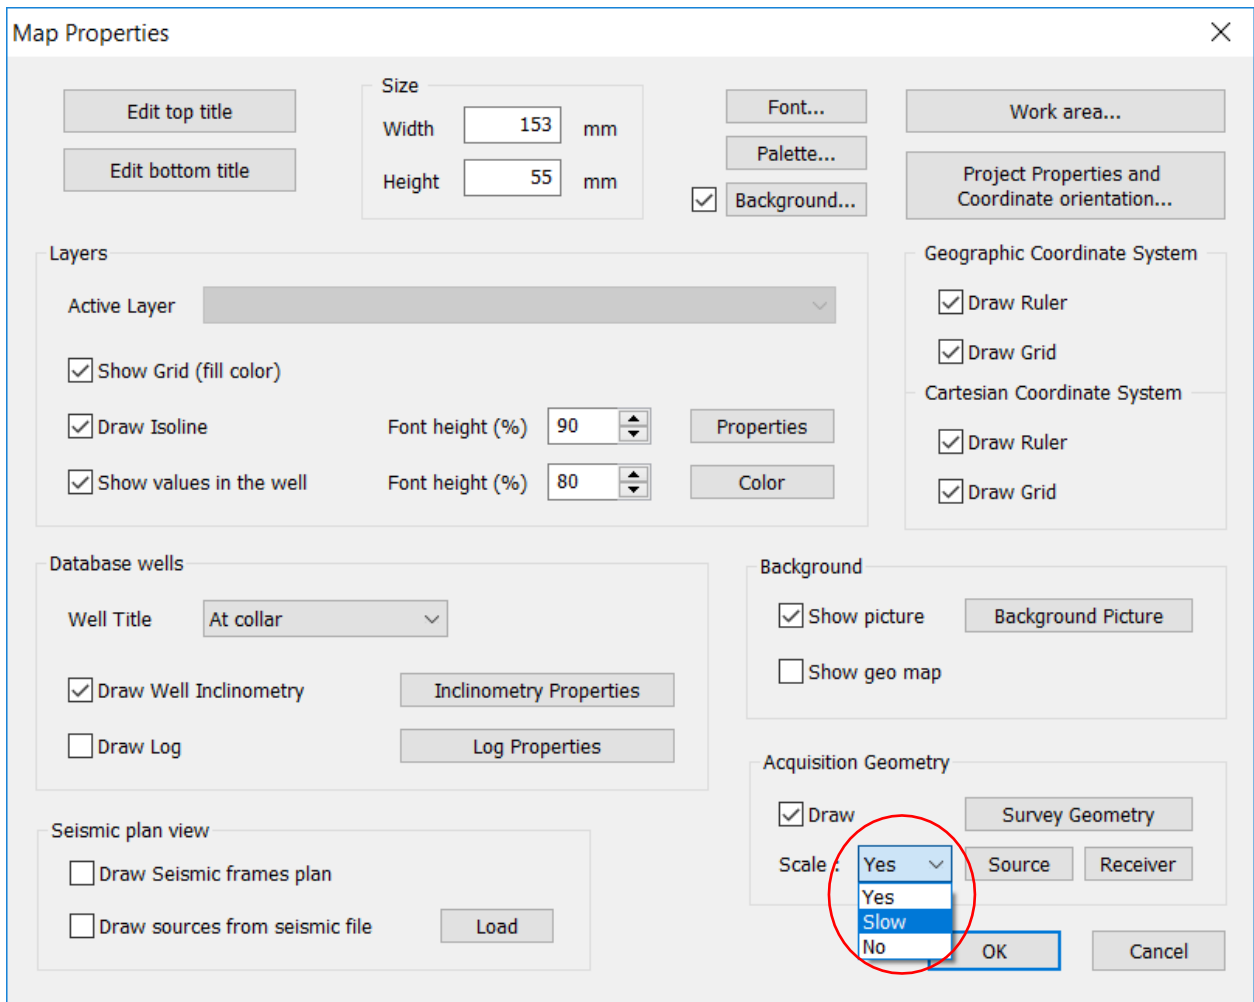 Map Properties
Edit top title
Edit bottom title
Size
Width 153 mm
Height 55 mm
Font...
Palette...
Background...
Work area...
Project Properties and
Coordinate orientation...
Layers
Active Layer
Show Grid (fill color)
Draw Isoline Font height (%) 90 Properties
Show values in the well Font height (%) 80 Color
Geographic Coordinate System
Draw Ruler
Draw Grid
Cartesian Coordinate System
Draw Ruler
Draw Grid
Database wells
Well Title At collar
Draw Well Inclinometry Inclinometry Properties
Draw Log Log Properties
Background
Show picture Background Picture
Show geo map
Seismic plan view
Draw Seismic frames plan
Draw sources from seismic file Load
Acquisition Geometry
Draw Survey Geometry
Scale : Yes Source Receiver
Yes
Slow
No
OK Cancel